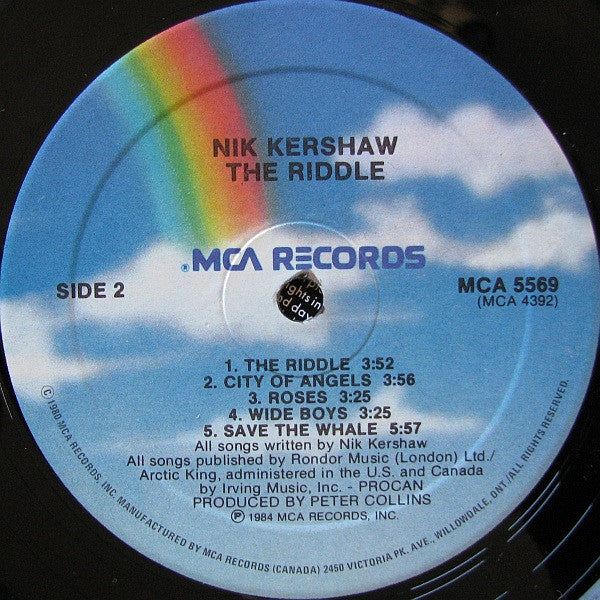 NIK KERSHAW
THE RIDDLE
®MCA RECORDS
SIDE 2
MCA 5569
(MCA 4392)
ghts in
d day
1. THE RIDDLE 3:52
2. CITY OF ANGELS 3:56
3. ROSES 3:25
4. WIDE BOYS 3:25
5. SAVE THE WHALE 5:57
All songs written by Nik Kershaw
All songs published by Rondor Music (London) Ltd./
Arctic King, administered in the U.S. and Canada
by Irving Music, Inc. - PROCAN
PRODUCED BY PETER COLLINS
℗ 1984 MCA RECORDS, INC.
© 1980 MCA RECORDS, INC. MANUFACTURED BY MCA RECORDS (CANADA) 2450 VICTORIA PK. AVE., WILLOWDALE, ONT./ALL RIGHTS RESERVED.